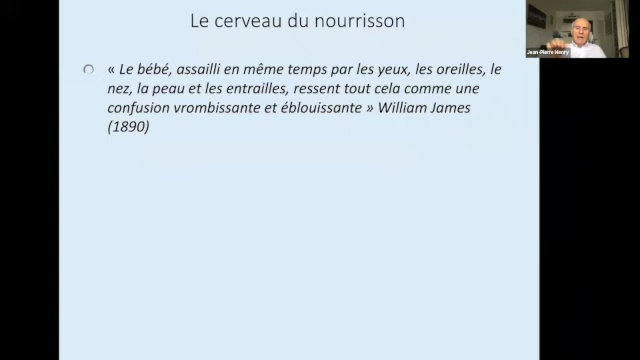 Le cerveau du nourrisson
Jean-Pierre Henry
« Le bébé, assailli en même temps par les yeux, les oreilles, le
nez, la peau et les entrailles, ressent tout cela comme une
confusion vrombissante et éblouissante » William James
(1890)